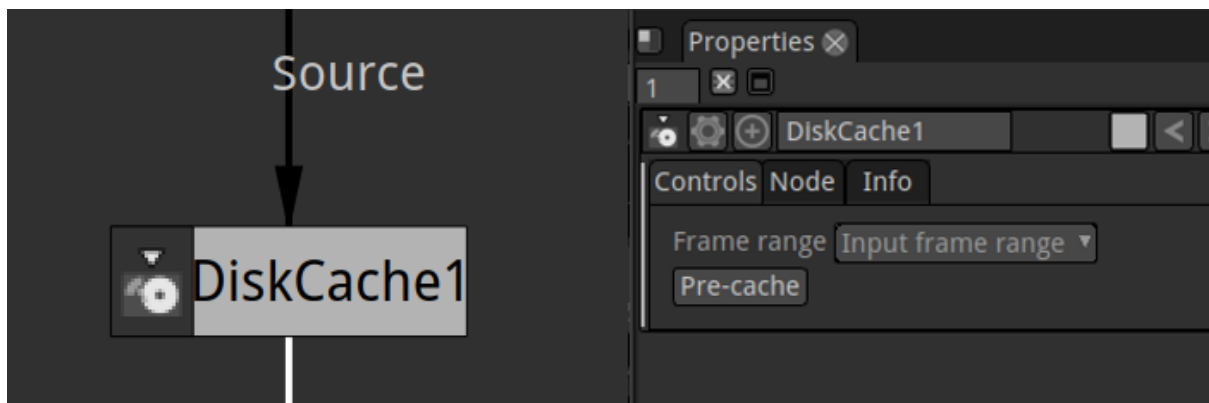 Source
DiskCache1
Properties
1
DiskCache1
Controls Node Info
Frame range Input frame range
Pre-cache